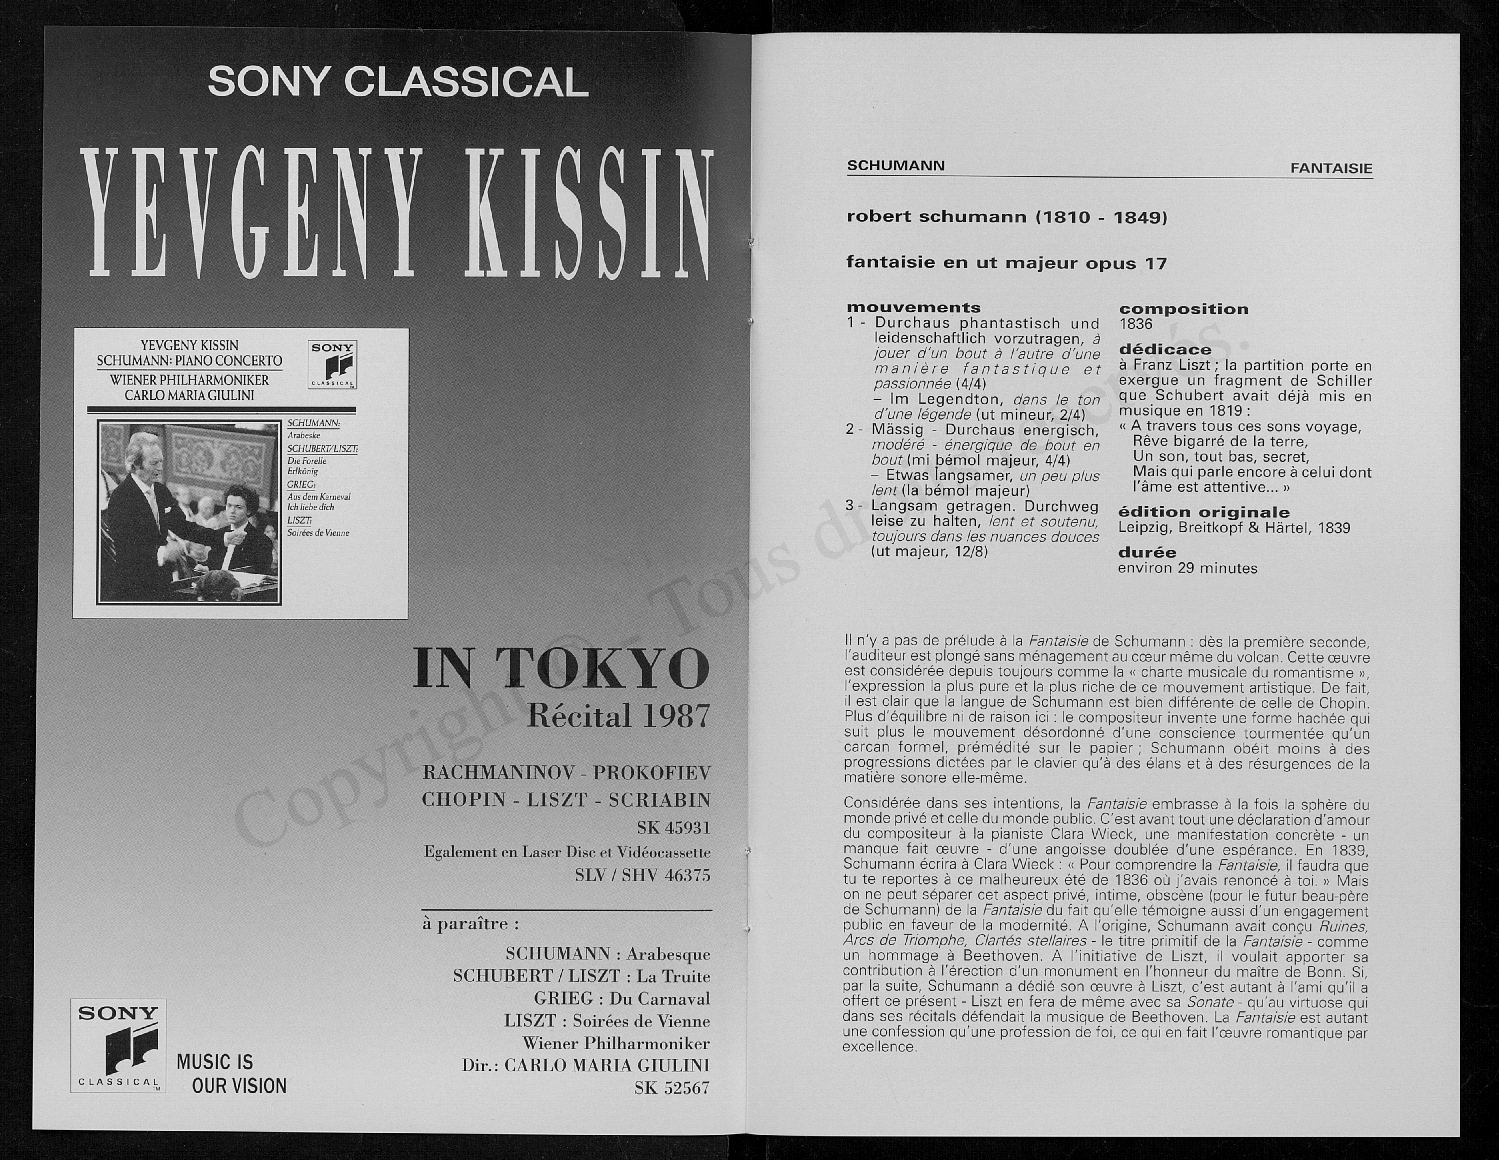 SONY CLASSICAL
YEVGENY KISSIN
YEVGENY KISSIN
SCHUMANN: PIANO CONCERTO
WIENER PHILHARMONIKER
CARLO MARIA GIULINI
SONY
CLASSICAL
SCHUMANN:
Arabeske
SCHUBERT/LISZT:
Die Forelle
Erlkönig
GRIEG:
Aus dem Karneval
Ich liebe dich
LISZT:
Soirées de Vienne
IN TOKYO
Récital 1987
RACHMANINOV - PROKOFIEV
CHOPIN - LISZT - SCRIABIN
SK 45931
Egalement en Laser Disc et Vidéocassette
SLV / SHV 46375
à paraître :
SCHUMANN : Arabesque
SCHUBERT / LISZT : La Truite
GRIEG : Du Carnaval
LISZT : Soirées de Vienne
Wiener Philharmoniker
Dir.: CARLO MARIA GIULINI
SK 52567
SONY
CLASSICAL TM
MUSIC IS
OUR VISION
SCHUMANN FANTAISIE
robert schumann (1810 - 1849)
fantaisie en ut majeur opus 17
mouvements
1 - Durchaus phantastisch und
leidenschaftlich vorzutragen, à
jouer d'un bout à l'autre d'une
manière fantastique et
passionnée (4/4)
– Im Legendton, dans le ton
d'une légende (ut mineur, 2/4)
2 - Mässig - Durchaus energisch,
modéré - énergique de bout en
bout (mi bémol majeur, 4/4)
– Etwas langsamer, un peu plus
lent (la bémol majeur)
3 - Langsam getragen. Durchweg
leise zu halten, lent et soutenu,
toujours dans les nuances douces
(ut majeur, 12/8)
composition
1836
dédicace
à Franz Liszt ; la partition porte en
exergue un fragment de Schiller
que Schubert avait déjà mis en
musique en 1819 :
« A travers tous ces sons voyage,
Rêve bigarré de la terre,
Un son, tout bas, secret,
Mais qui parle encore à celui dont
l'âme est attentive... »
édition originale
Leipzig, Breitkopf & Härtel, 1839
durée
environ 29 minutes
Il n'y a pas de prélude à la Fantaisie de Schumann : dès la première seconde,
l'auditeur est plongé sans ménagement au cœur même du volcan. Cette œuvre
est considérée depuis toujours comme la « charte musicale du romantisme »,
l'expression la plus pure et la plus riche de ce mouvement artistique. De fait,
il est clair que la langue de Schumann est bien différente de celle de Chopin.
Plus d'équilibre ni de raison ici : le compositeur invente une forme hachée qui
suit plus le mouvement désordonné d'une conscience tourmentée qu'un
carcan formel, prémédité sur le papier ; Schumann obéit moins à des
progressions dictées par le clavier qu'à des élans et à des résurgences de la
matière sonore elle-même.
Considérée dans ses intentions, la Fantaisie embrasse à la fois la sphère du
monde privé et celle du monde public. C'est avant tout une déclaration d'amour
du compositeur à la pianiste Clara Wieck, une manifestation concrète - un
manque fait œuvre - d'une angoisse doublée d'une espérance. En 1839,
Schumann écrira à Clara Wieck : « Pour comprendre la Fantaisie, il faudra que
tu te reportes à ce malheureux été de 1836 où j'avais renoncé à toi. » Mais
on ne peut séparer cet aspect privé, intime, obscène (pour le futur beau-père
de Schumann) de la Fantaisie du fait qu'elle témoigne aussi d'un engagement
public en faveur de la modernité. A l'origine, Schumann avait conçu Ruines,
Arcs de Triomphe, Clartés stellaires - le titre primitif de la Fantaisie - comme
un hommage à Beethoven. A l'initiative de Liszt, il voulait apporter sa
contribution à l'érection d'un monument en l'honneur du maître de Bonn. Si,
par la suite, Schumann a dédié son œuvre à Liszt, c'est autant à l'ami qu'il a
offert ce présent - Liszt en fera de même avec sa Sonate - qu'au virtuose qui
dans ses récitals défendait la musique de Beethoven. La Fantaisie est autant
une confession qu'une profession de foi, ce qui en fait l'œuvre romantique par
excellence.
Copyright © - Tous